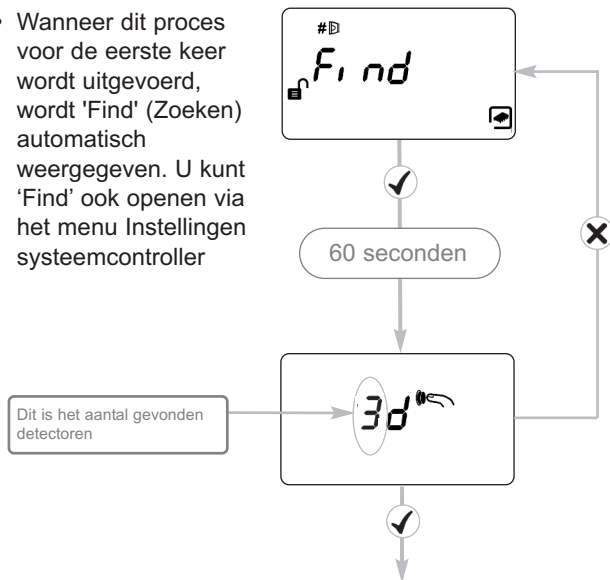 • Wanneer dit proces
voor de eerste keer
wordt uitgevoerd,
wordt 'Find' (Zoeken)
automatisch
weergegeven. U kunt
‘Find’ ook openen via
het menu Instellingen
systeemcontroller
#
Find
60 seconden
Dit is het aantal gevonden
detectoren
3d